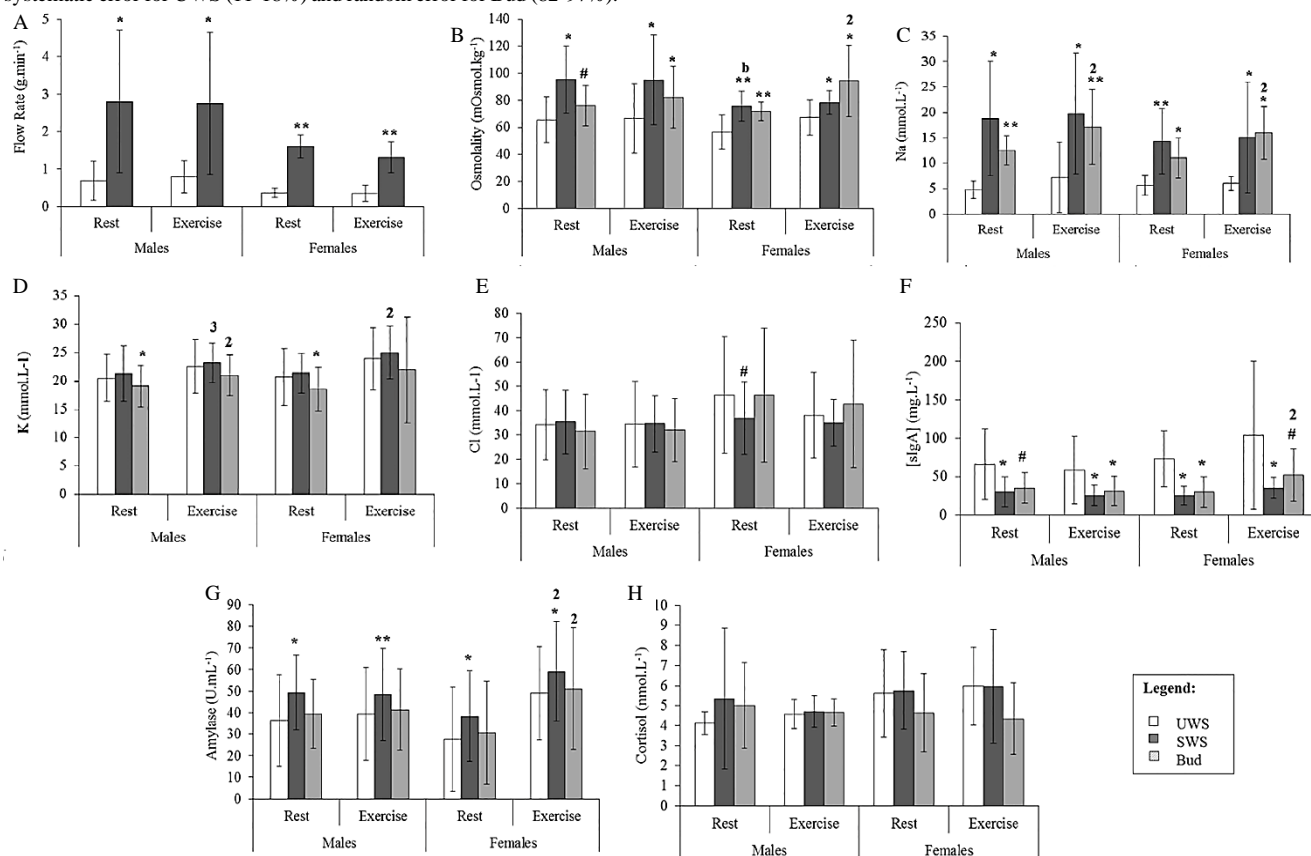 systematic error for UWS (11-18%) and random error for Bud (82-97%).
A
Flow Rate (g.min-1)
5
4
3
2
1
0
* * ** **
Rest Exercise Rest Exercise
Males Females
B
Osmolality (mOsmol.kg-1)
140
120
100
80
60
40
20
0
* # * * b ** ** * 2 *
Rest Exercise Rest Exercise
Males Females
C
Na (mmol.L-1)
35
30
25
20
15
10
5
0
* ** * 2 ** ** * * 2 *
Rest Exercise Rest Exercise
Males Females
D
K (mmol.L-1)
35
30
25
20
15
10
5
0
* 3 2 * 2
Rest Exercise Rest Exercise
Males Females
E
Cl (mmol.L-1)
80
70
60
50
40
30
20
10
0
#
Rest Exercise Rest Exercise
Males Females
F
[sIgA] (mg.L-1)
250
200
150
100
50
0
* # * * * * * 2 #
Rest Exercise Rest Exercise
Males Females
G
Amylase (U.mL-1)
90
80
70
60
50
40
30
20
10
0
* ** * 2 * 2
Rest Exercise Rest Exercise
Males Females
H
Cortisol (nmol.L-1)
10
9
8
7
6
5
4
3
2
1
0
Rest Exercise Rest Exercise
Males Females
Legend:
UWS
SWS
Bud